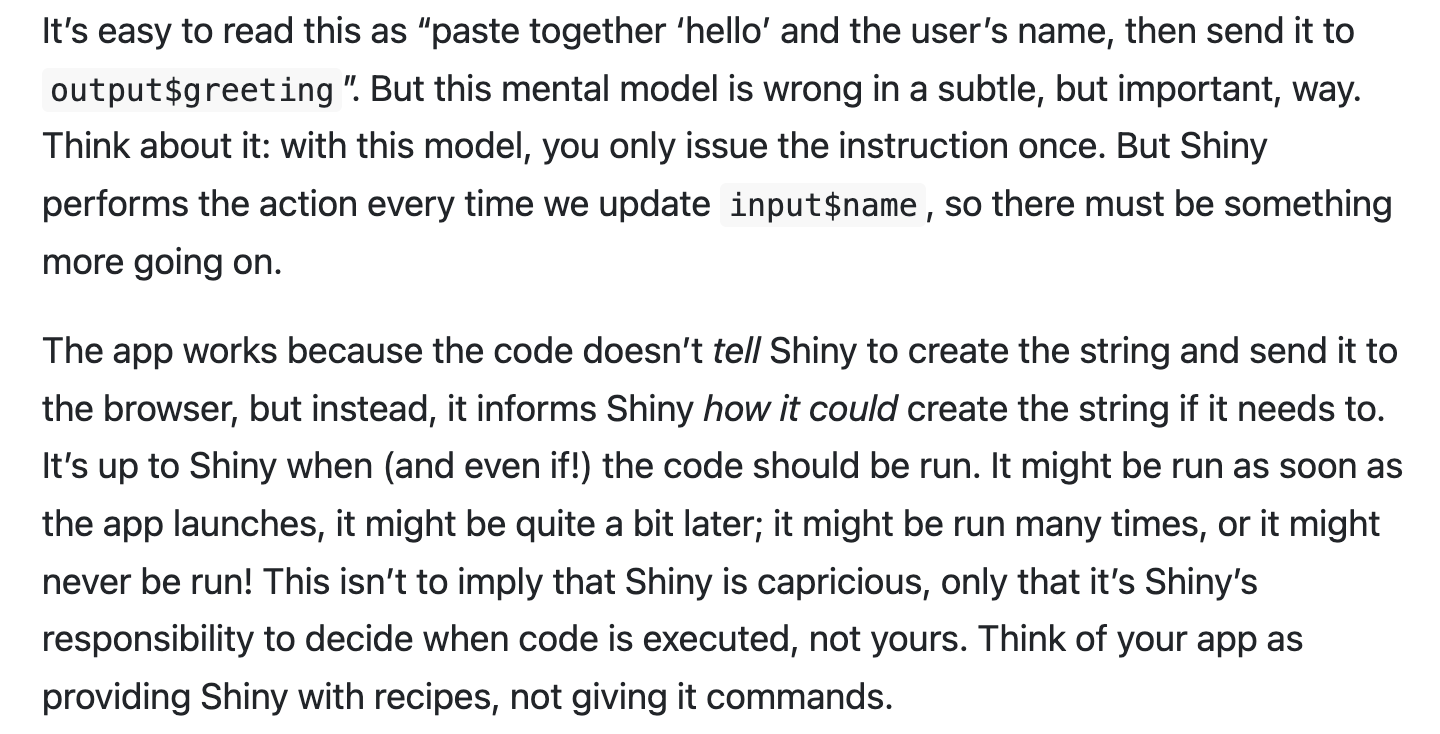 It’s easy to read this as “paste together ‘hello’ and the user’s name, then send it to
output$greeting”. But this mental model is wrong in a subtle, but important, way.
Think about it: with this model, you only issue the instruction once. But Shiny
performs the action every time we update input$name, so there must be something
more going on.
The app works because the code doesn’t tell Shiny to create the string and send it to
the browser, but instead, it informs Shiny how it could create the string if it needs to.
It’s up to Shiny when (and even if!) the code should be run. It might be run as soon as
the app launches, it might be quite a bit later; it might be run many times, or it might
never be run! This isn’t to imply that Shiny is capricious, only that it’s Shiny’s
responsibility to decide when code is executed, not yours. Think of your app as
providing Shiny with recipes, not giving it commands.